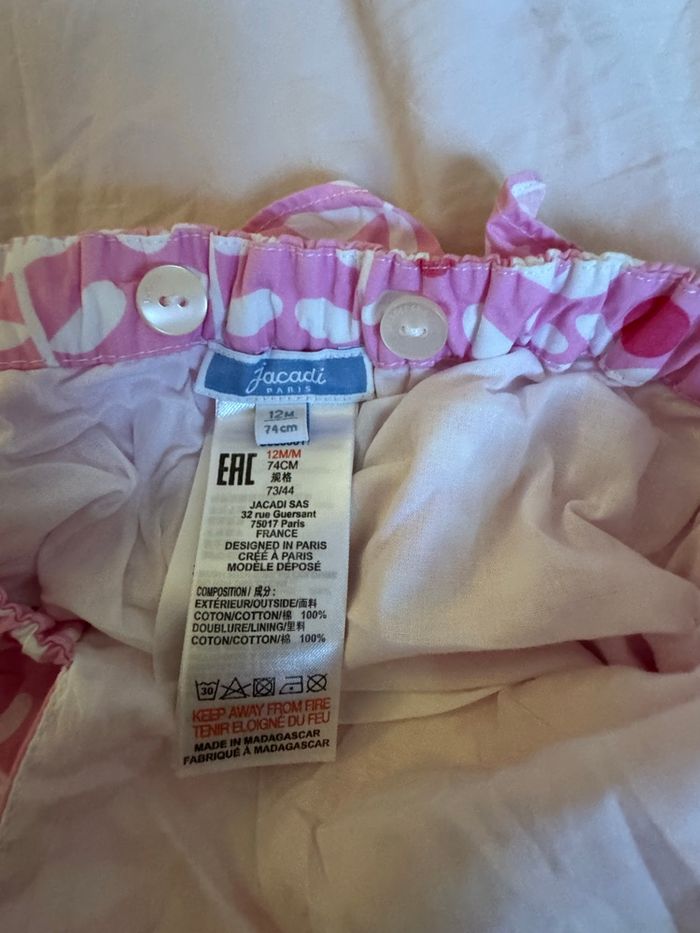 Jacadi
PARIS
12M
74cm
EAC
12M/M
74CM
规格
73/44
JACADI SAS
32 rue Guersant
75017 Paris
FRANCE
DESIGNED IN PARIS
CRÉÉ À PARIS
MODÈLE DÉPOSÉ
COMPOSITION/ 成分:
EXTÉRIEUR/OUTSIDE/面料
COTON/COTTON/棉 100%
DOUBLURE/LINING/里料
COTON/COTTON/棉 100%
30
KEEP AWAY FROM FIRE
TENIR ELOIGNÉ DU FEU
MADE IN MADAGASCAR
FABRIQUÉ À MADAGASCAR